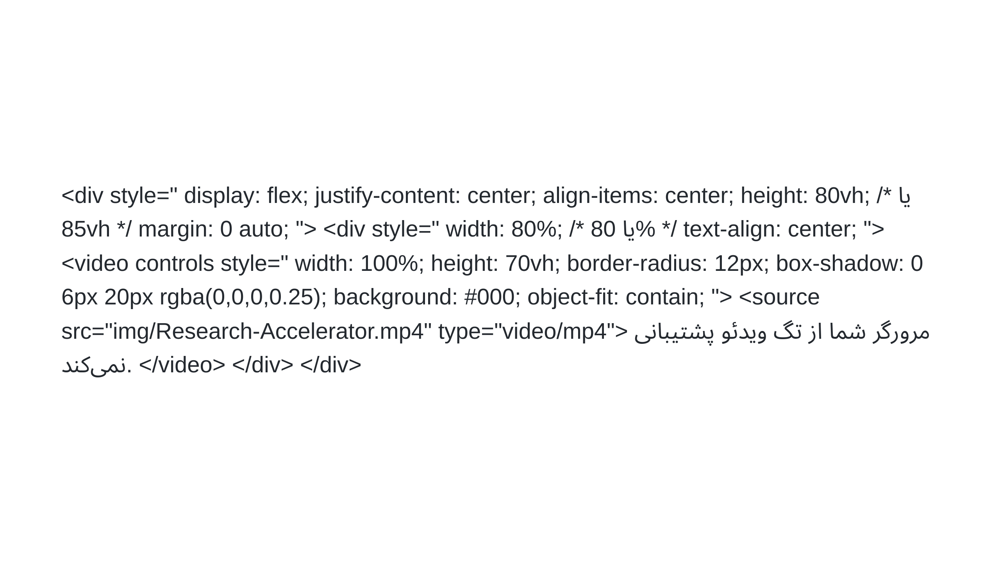 <div style=" display: flex; justify-content: center; align-items: center; height: 80vh; /* یا
85vh */ margin: 0 auto; "> <div style=" width: 80%; /* یا 80% */ text-align: center; ">
<video controls style=" width: 100%; height: 70vh; border-radius: 12px; box-shadow: 0
6px 20px rgba(0,0,0,0.25); background: #000; object-fit: contain; "> <source
src="img/Research-Accelerator.mp4" type="video/mp4"> مرورگر شما از تگ ویدئو پشتیبانی
نمی‌کند. </video> </div> </div>